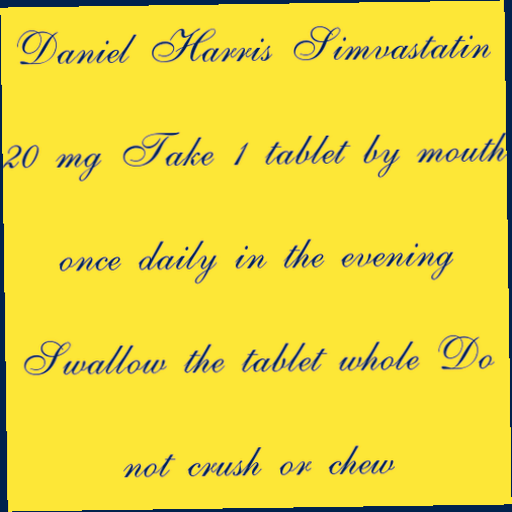 Daniel Harris Simvastatin
20 mg Take 1 tablet by mouth
once daily in the evening
Swallow the tablet whole Do
not crush or chew